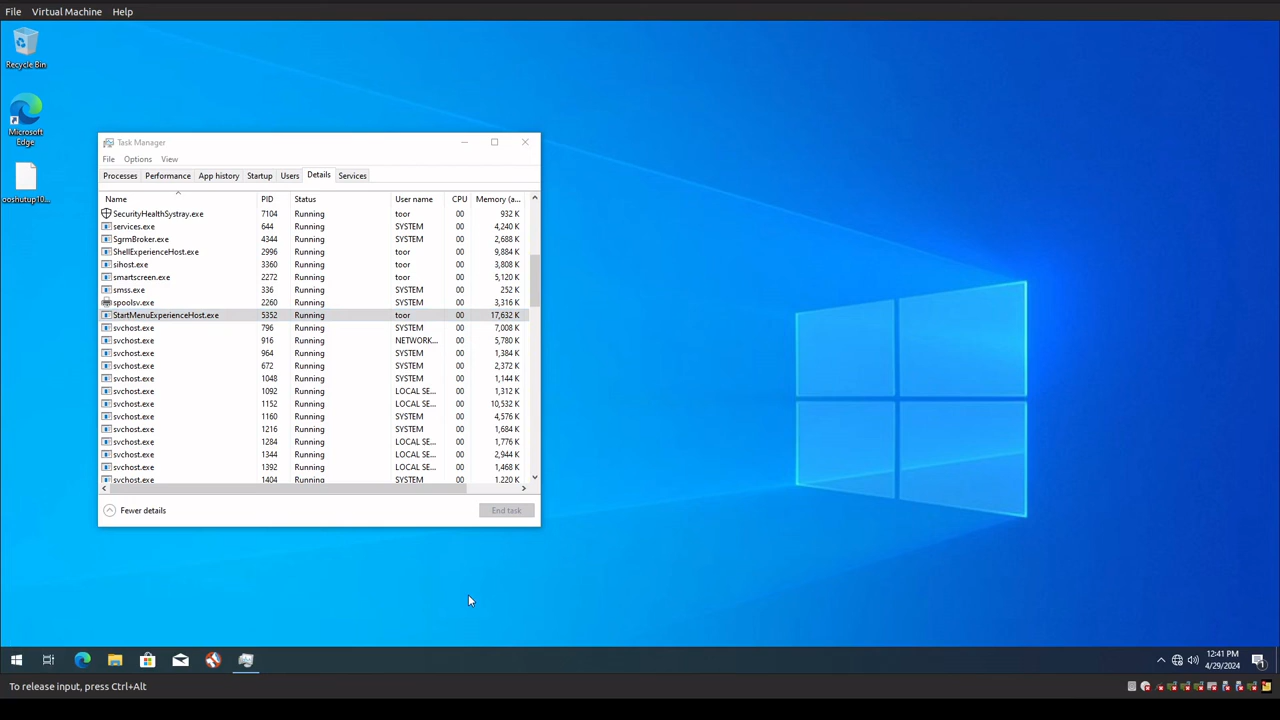 File Virtual Machine Help
Recycle Bin
Microsoft
Edge
ooshutup10...
Task Manager
File Options View
Processes Performance App history Startup Users Details Services
Name PID Status User name CPU Memory (a...
SecurityHealthSystray.exe 7104 Running toor 00 932 K
services.exe 644 Running SYSTEM 00 4,240 K
SgrmBroker.exe 4344 Running SYSTEM 00 2,688 K
ShellExperienceHost.exe 2996 Running toor 00 9,884 K
sihost.exe 3360 Running toor 00 3,808 K
smartscreen.exe 2272 Running toor 00 5,120 K
smss.exe 336 Running SYSTEM 00 252 K
spoolsv.exe 2260 Running SYSTEM 00 3,316 K
StartMenuExperienceHost.exe 5352 Running toor 00 17,632 K
svchost.exe 796 Running SYSTEM 00 7,008 K
svchost.exe 916 Running NETWORK... 00 5,780 K
svchost.exe 964 Running SYSTEM 00 1,384 K
svchost.exe 672 Running SYSTEM 00 2,372 K
svchost.exe 1048 Running SYSTEM 00 1,144 K
svchost.exe 1092 Running LOCAL SE... 00 1,312 K
svchost.exe 1152 Running LOCAL SE... 00 10,532 K
svchost.exe 1160 Running SYSTEM 00 4,576 K
svchost.exe 1216 Running SYSTEM 00 1,684 K
svchost.exe 1284 Running LOCAL SE... 00 1,776 K
svchost.exe 1344 Running LOCAL SE... 00 2,944 K
svchost.exe 1392 Running LOCAL SE... 00 1,468 K
svchost.exe 1404 Running SYSTEM 00 1,220 K
Fewer details End task
12:41 PM
4/29/2024
1
To release input, press Ctrl+Alt